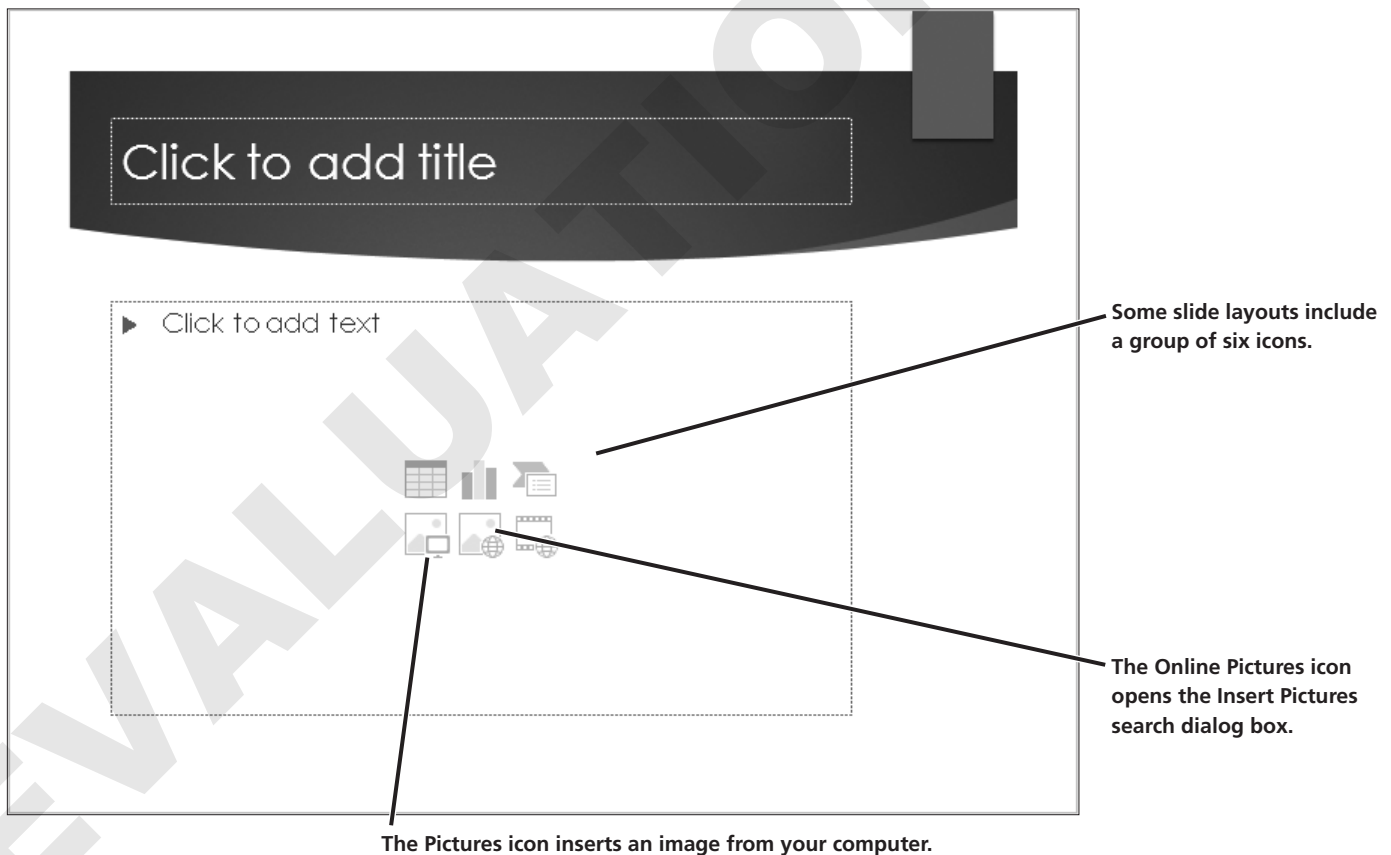 Click to add title
Click to add text
Some slide layouts include
a group of six icons.
The Online Pictures icon
opens the Insert Pictures
search dialog box.
The Pictures icon inserts an image from your computer.
EVALUATION